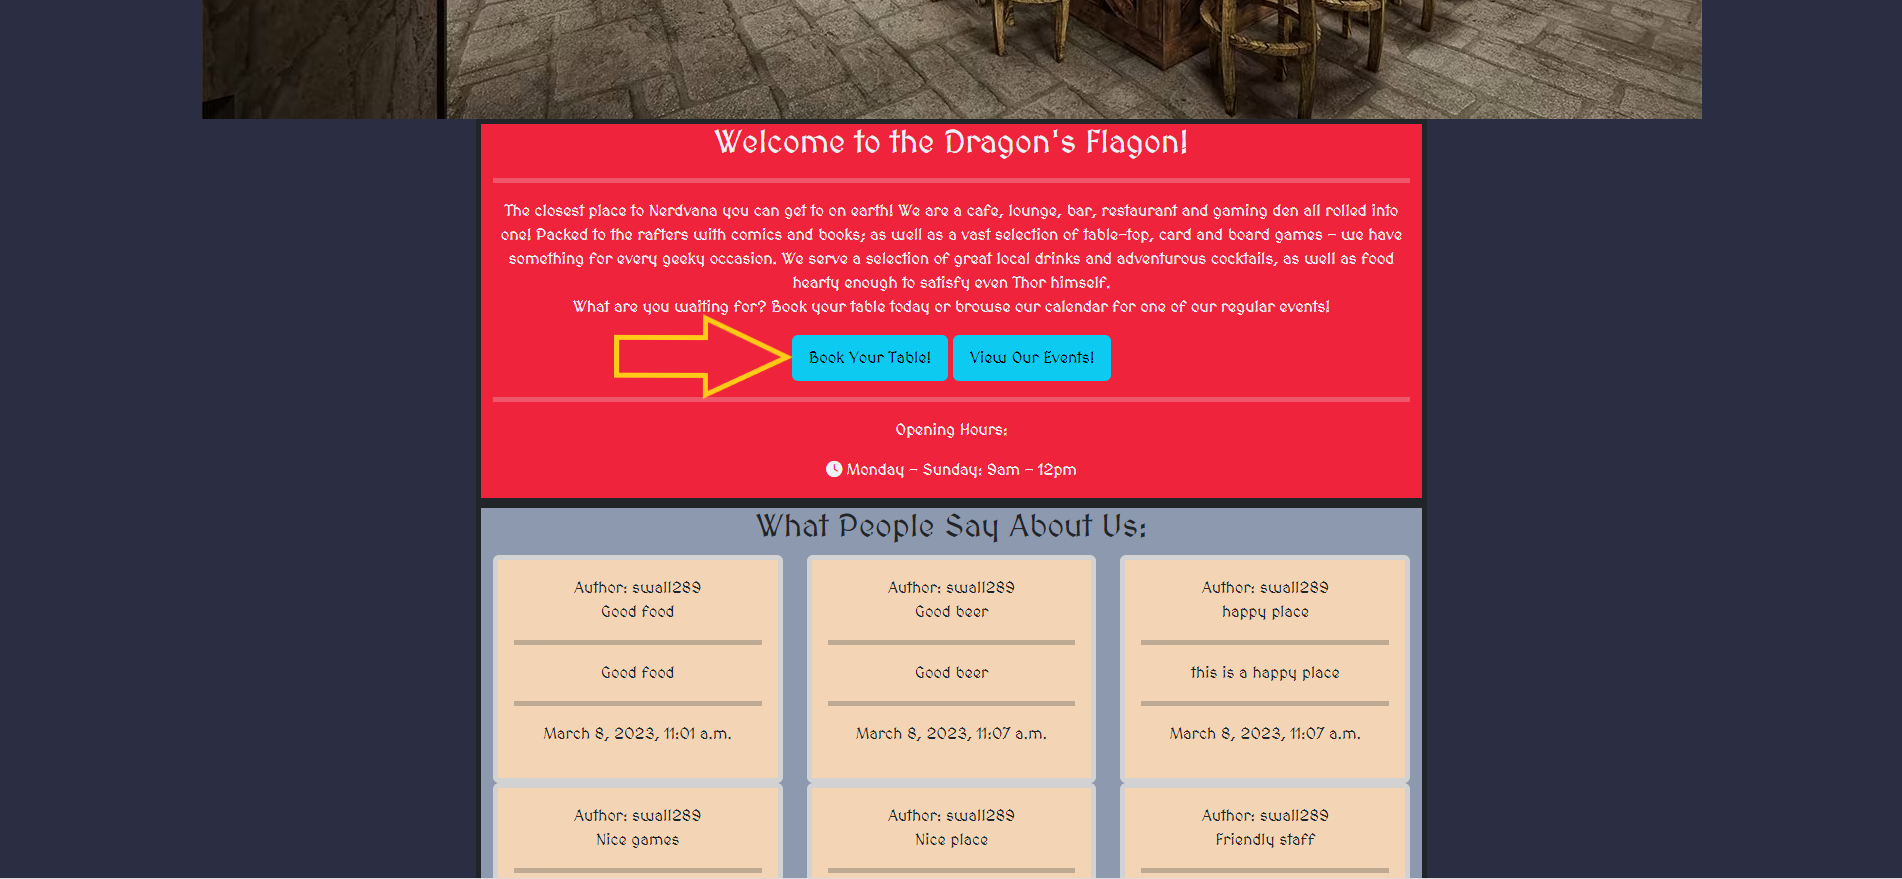 Welcome to the Dragon's Flagon!
The closest place to Nerdvana you can get to on earth! We are a cafe, lounge, bar, restaurant and gaming den all rolled into
one! Packed to the rafters with comics and books; as well as a vast selection of table-top, card and board games - we have
something for every geeky occasion. We serve a selection of great local drinks and adventurous cocktails, as well as food
hearty enough to satisfy even Thor himself.
What are you waiting for? Book your table today or browse our calendar for one of our regular events!
Book Your Table! View Our Events!
Opening Hours:
Monday - Sunday: 9am - 12pm
What People Say About Us:
Author: swall289 Author: swall289 Author: swall289
Good food Good beer happy place
Good food Good beer this is a happy place
March 8, 2023, 11:01 a.m. March 8, 2023, 11:07 a.m. March 8, 2023, 11:07 a.m.
Author: swall289 Author: swall289 Author: swall289
Nice games Nice place Friendly staff